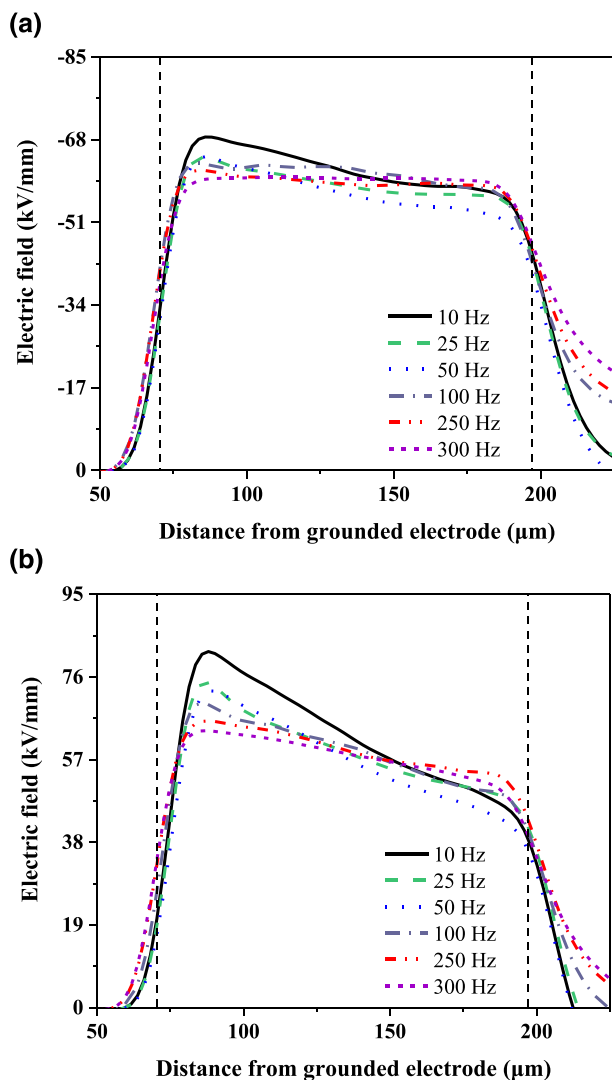 (a)
-85
-68
-51
-34
-17
0
Electric field (kV/mm)
10 Hz
25 Hz
50 Hz
100 Hz
250 Hz
300 Hz
50
100
150
200
Distance from grounded electrode (μm)
(b)
95
76
57
38
19
0
Electric field (kV/mm)
10 Hz
25 Hz
50 Hz
100 Hz
250 Hz
300 Hz
50
100
150
200
Distance from grounded electrode (μm)